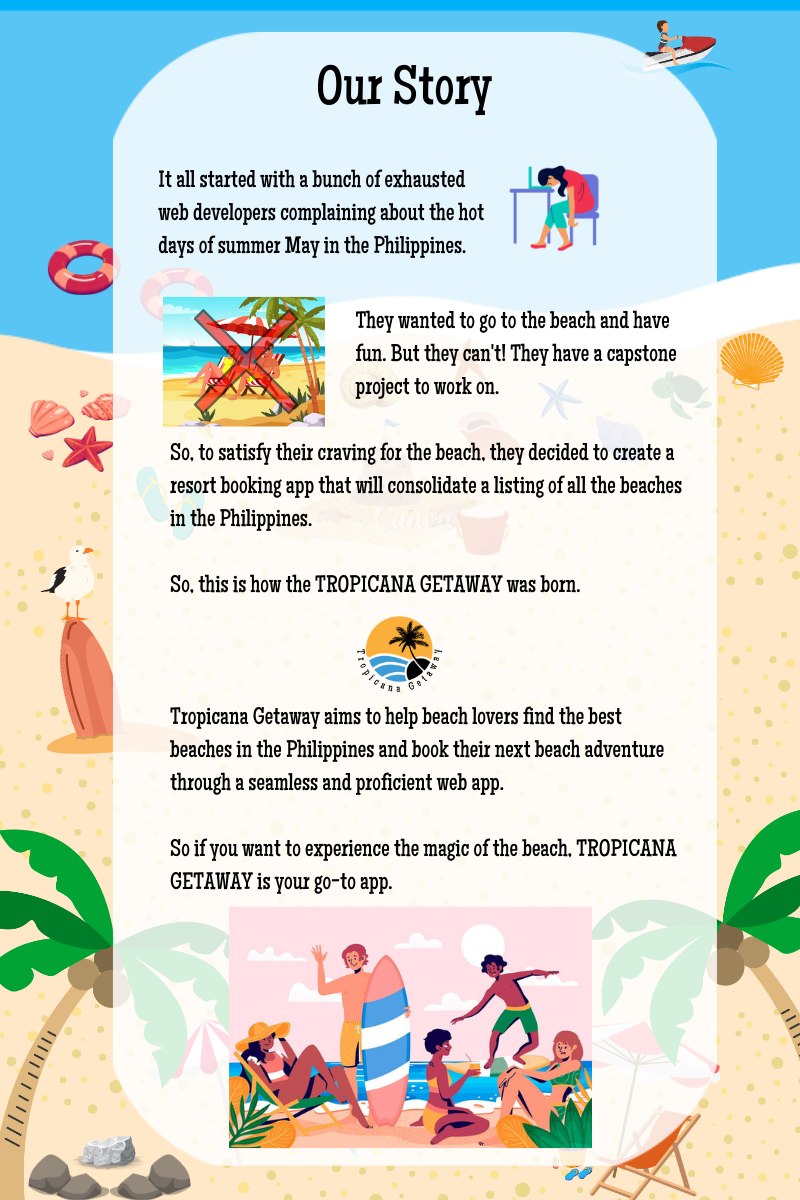 Our Story
It all started with a bunch of exhausted
web developers complaining about the hot
days of summer May in the Philippines.
They wanted to go to the beach and have
fun. But they can't! They have a capstone
project to work on.
So, to satisfy their craving for the beach, they decided to create a
resort booking app that will consolidate a listing of all the beaches
in the Philippines.
So, this is how the TROPICANA GETAWAY was born.
Tropicana Getaway
Tropicana Getaway aims to help beach lovers find the best
beaches in the Philippines and book their next beach adventure
through a seamless and proficient web app.
So if you want to experience the magic of the beach, TROPICANA
GETAWAY is your go-to app.